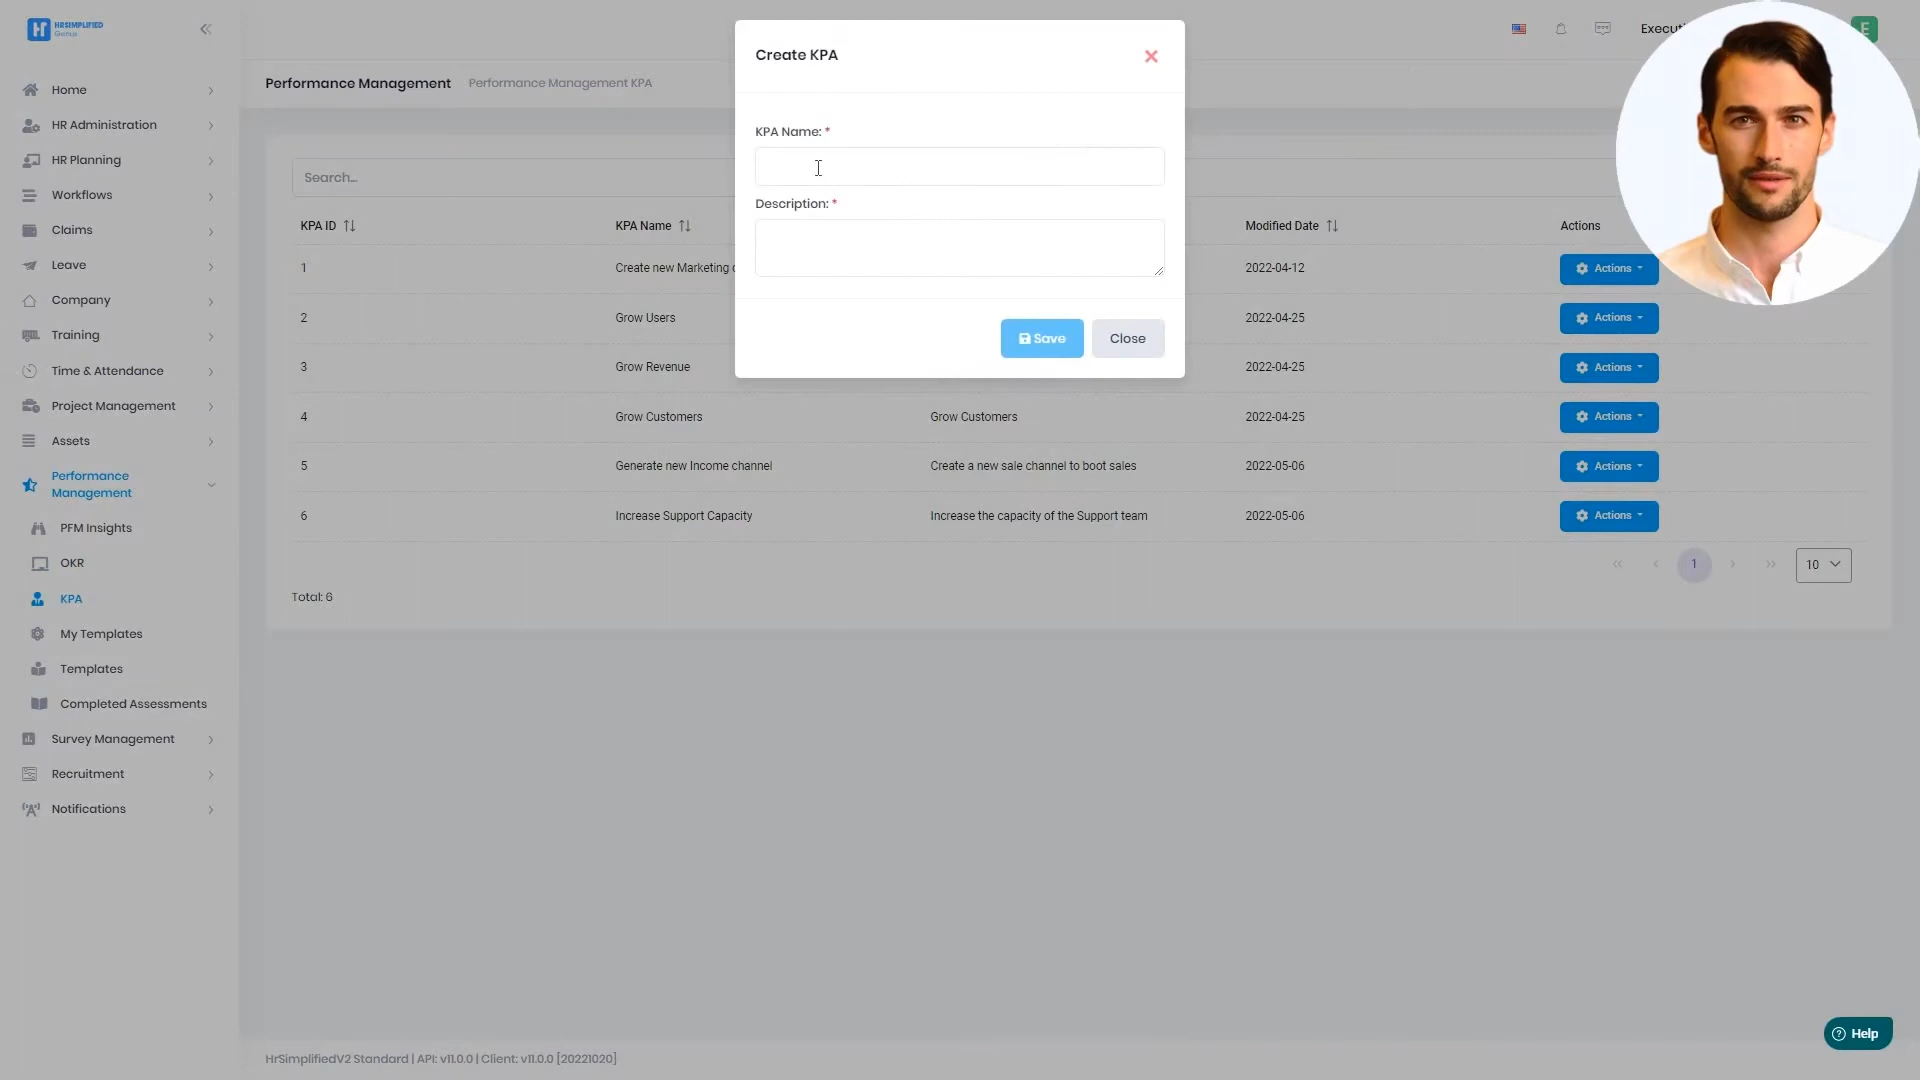 HRSIMPLIFIED
Genius
Execut
E
Home
HR Administration
HR Planning
Workflows
Claims
Leave
Company
Training
Time & Attendance
Project Management
Assets
Performance
Management
PFM Insights
OKR
KPA
My Templates
Templates
Completed Assessments
Survey Management
Recruitment
Notifications
Performance Management Performance Management KPA
Search...
KPA ID KPA Name Modified Date Actions
1 Create new Marketing 2022-04-12 Actions
2 Grow Users 2022-04-25 Actions
3 Grow Revenue 2022-04-25 Actions
4 Grow Customers Grow Customers 2022-04-25 Actions
5 Generate new Income channel Create a new sale channel to boot sales 2022-05-06 Actions
6 Increase Support Capacity Increase the capacity of the Support team 2022-05-06 Actions
1 10
Total: 6
Create KPA
KPA Name: *
Description: *
Save Close
HrSimplifiedV2 Standard | API: v11.0.0 | Client: v11.0.0 [20221020]
Help